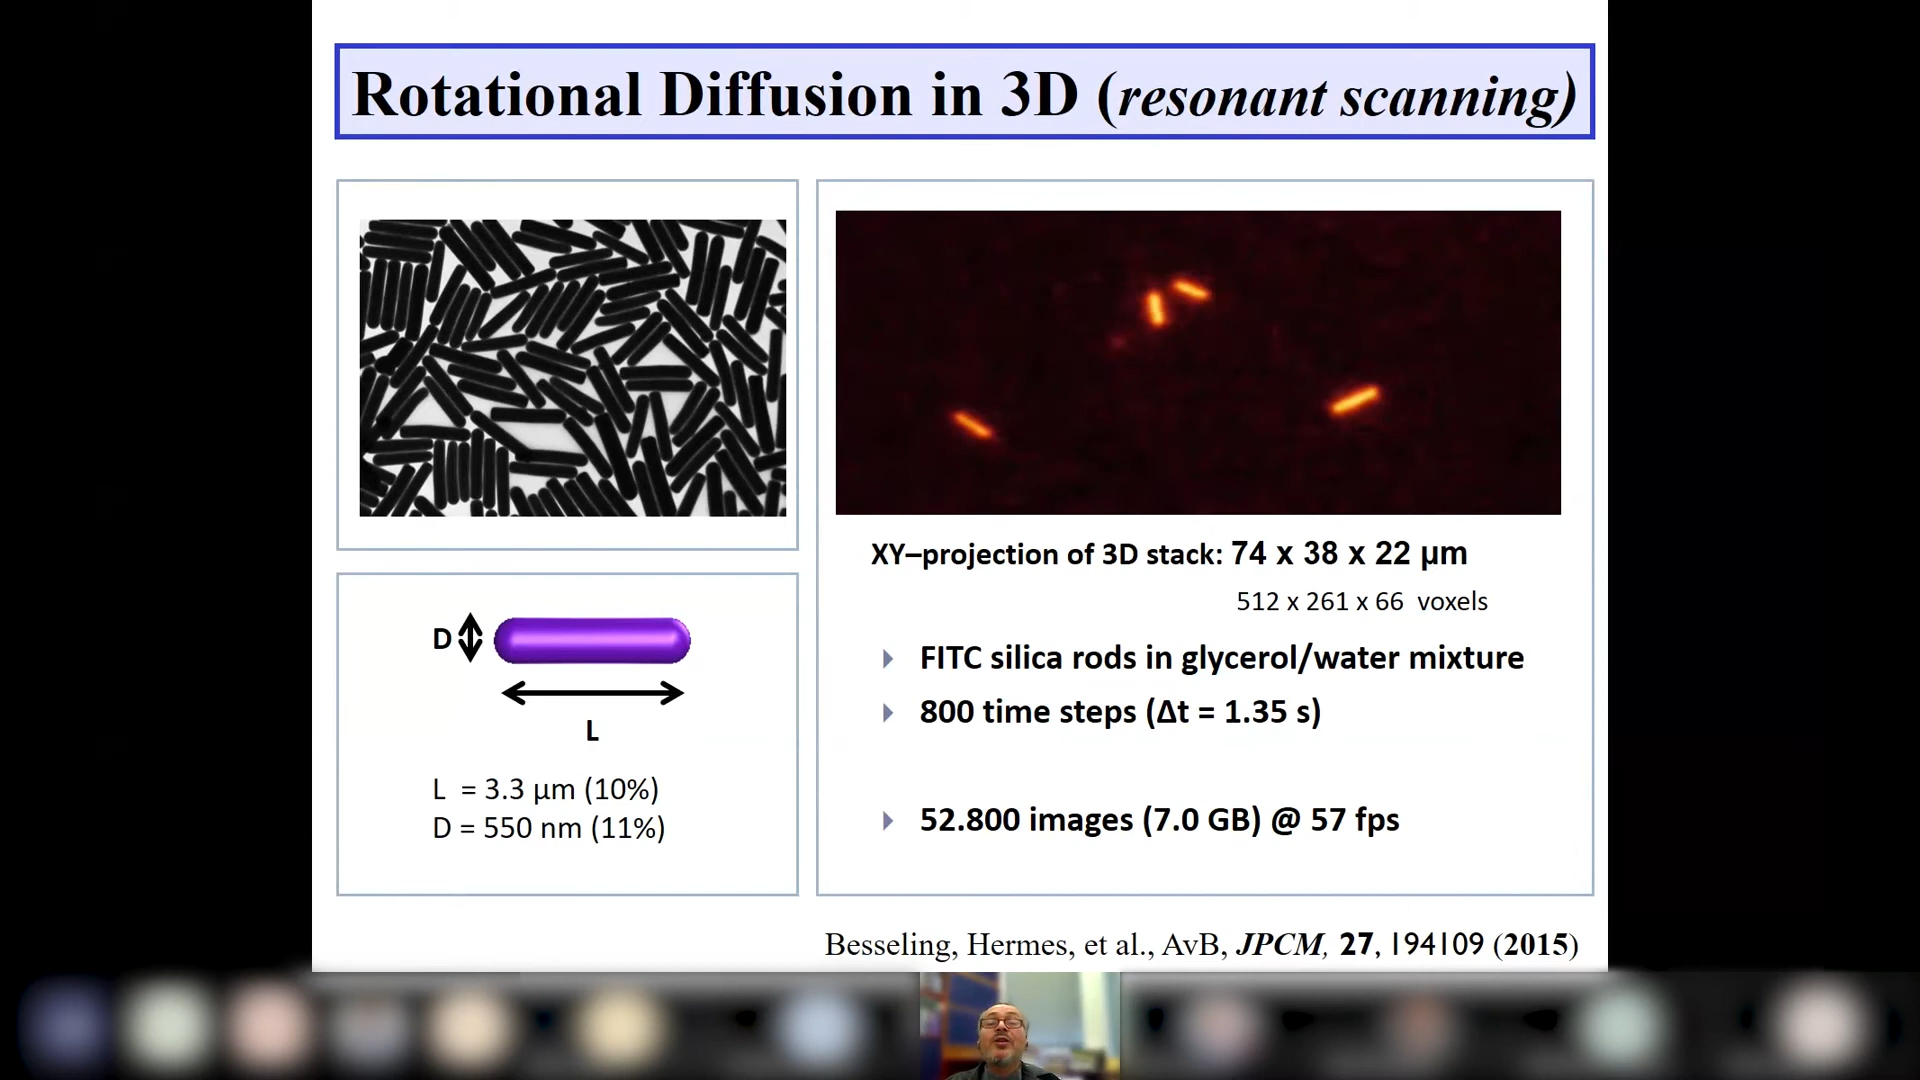 Rotational Diffusion in 3D (resonant scanning)
D
L
L = 3.3 µm (10%)
D = 550 nm (11%)
XY–projection of 3D stack: 74 x 38 x 22 µm
512 x 261 x 66 voxels
FITC silica rods in glycerol/water mixture
800 time steps (Δt = 1.35 s)
52.800 images (7.0 GB) @ 57 fps
Besseling, Hermes, et al., AvB, JPCM, 27, 194109 (2015)